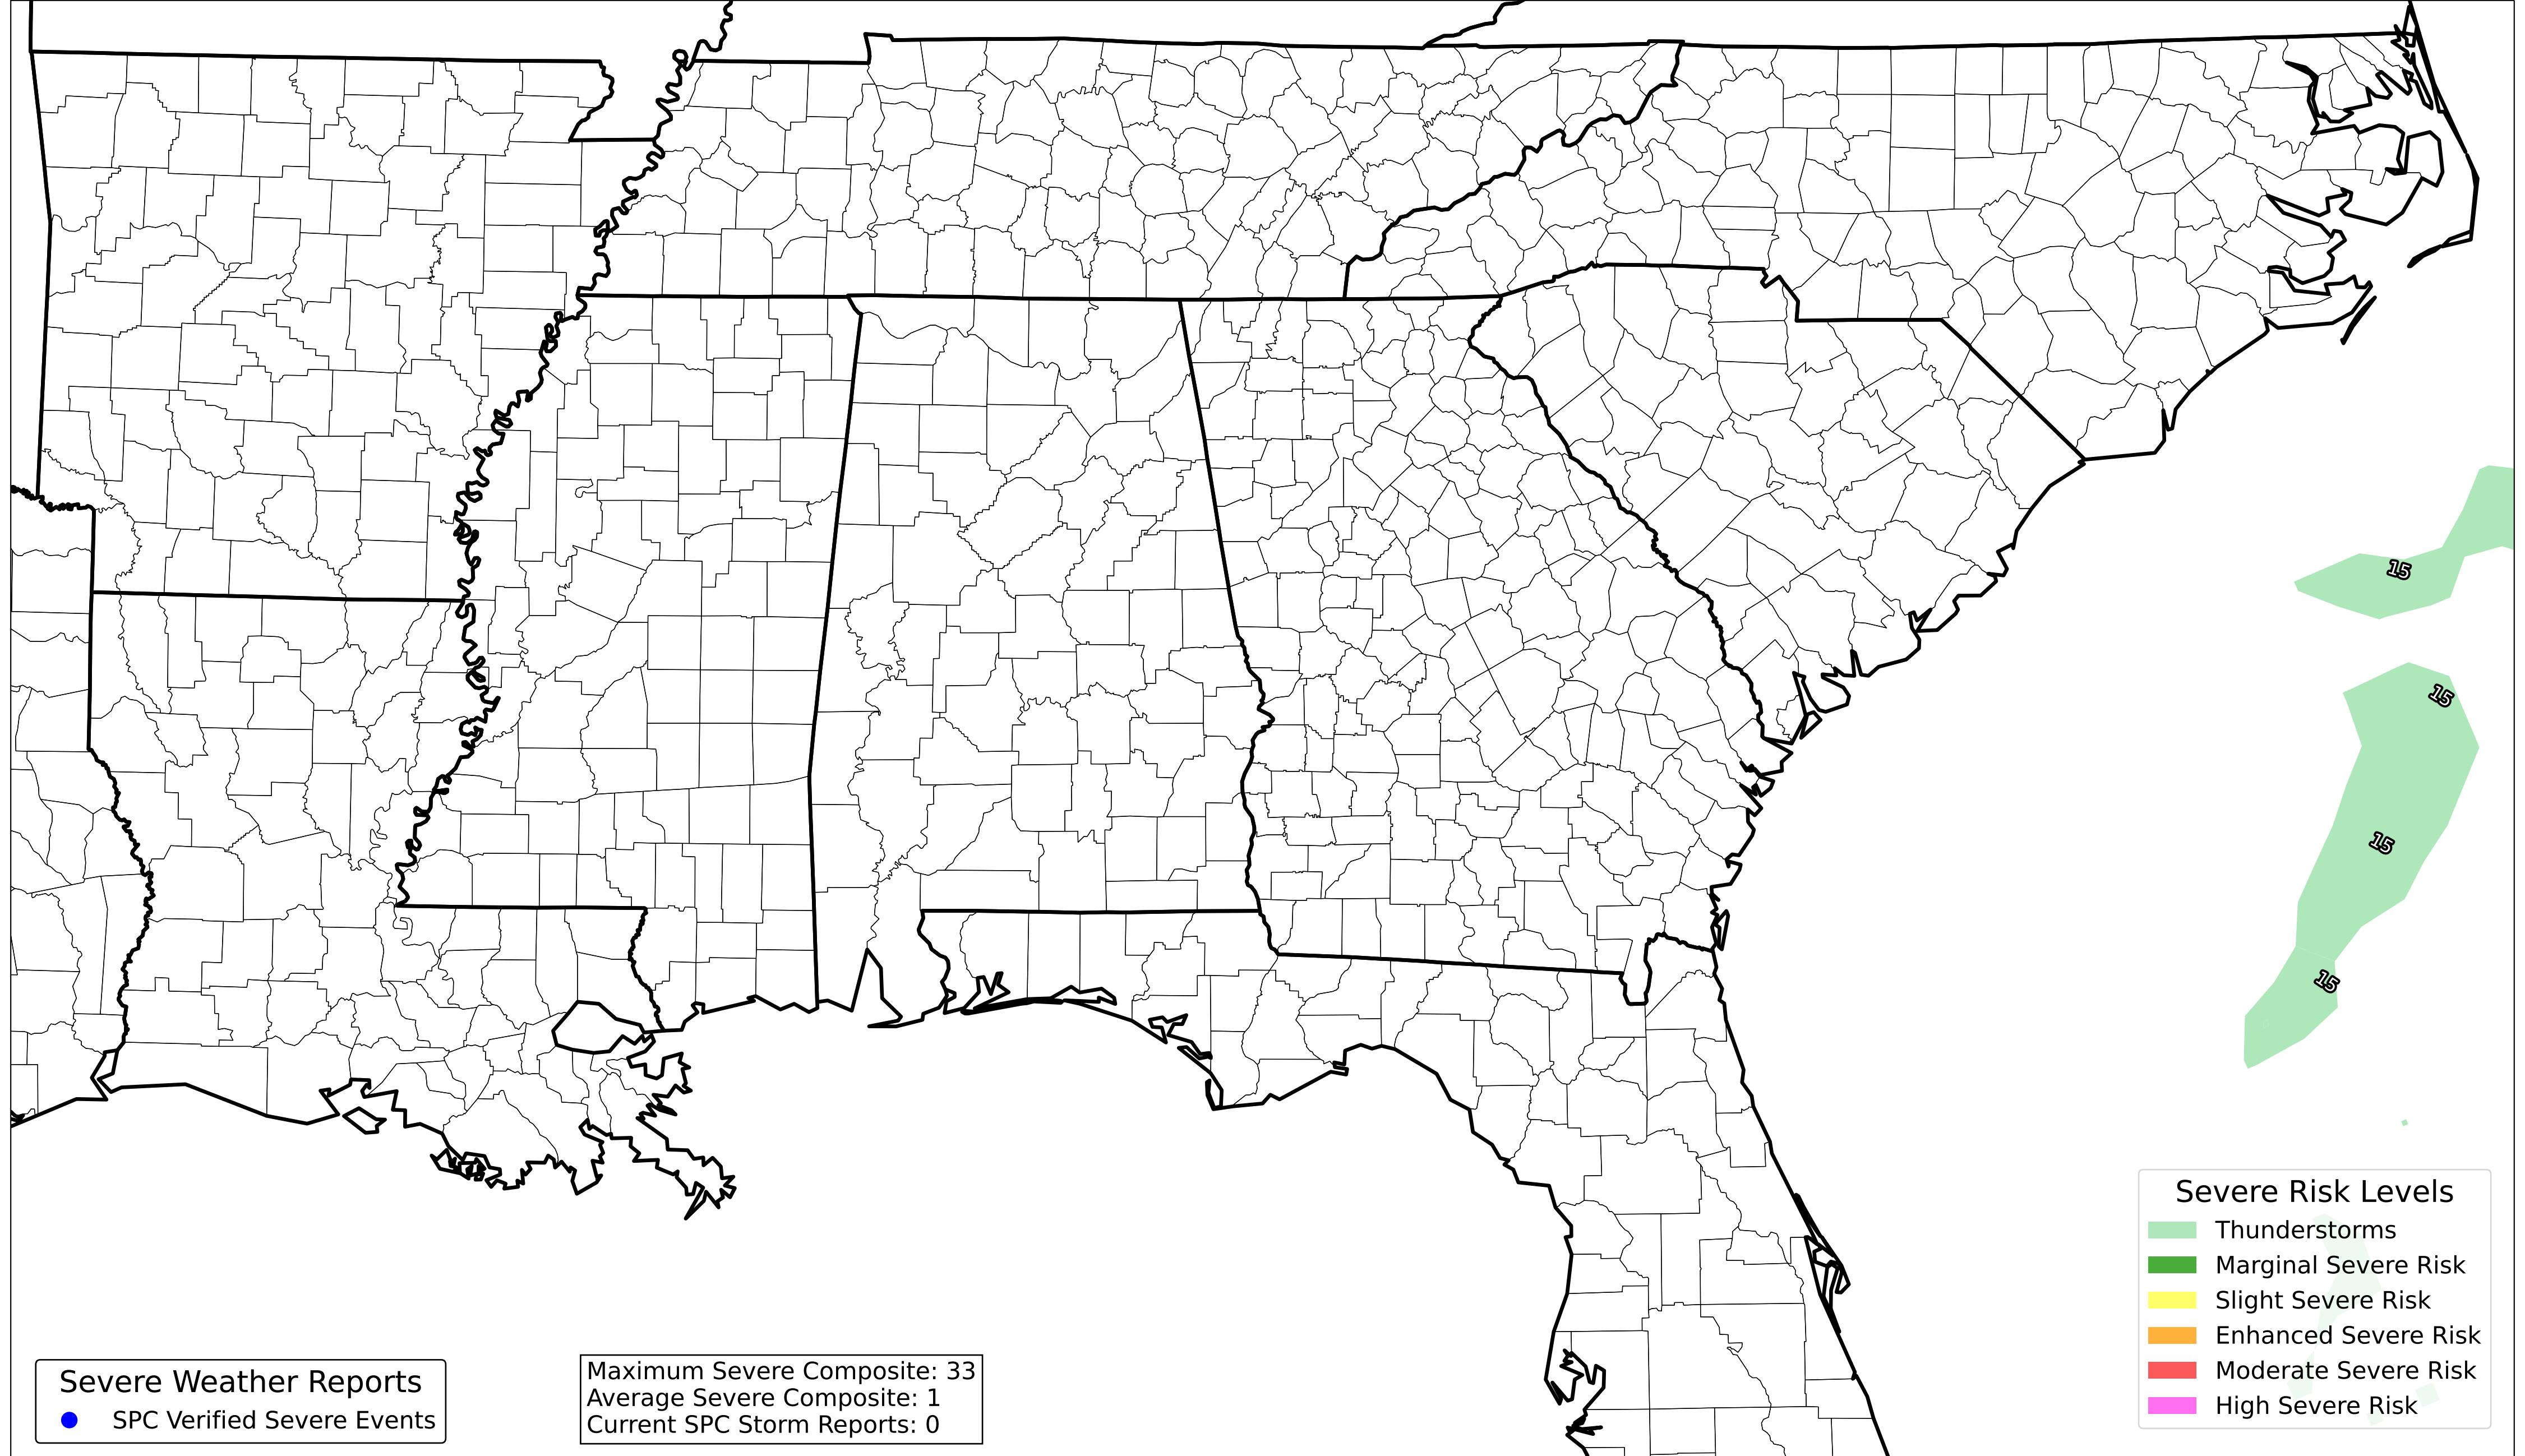 15
15
15
15
Severe Risk Levels
Thunderstorms
Marginal Severe Risk
Slight Severe Risk
Enhanced Severe Risk
Moderate Severe Risk
High Severe Risk
Severe Weather Reports
SPC Verified Severe Events
Maximum Severe Composite: 33
Average Severe Composite: 1
Current SPC Storm Reports: 0